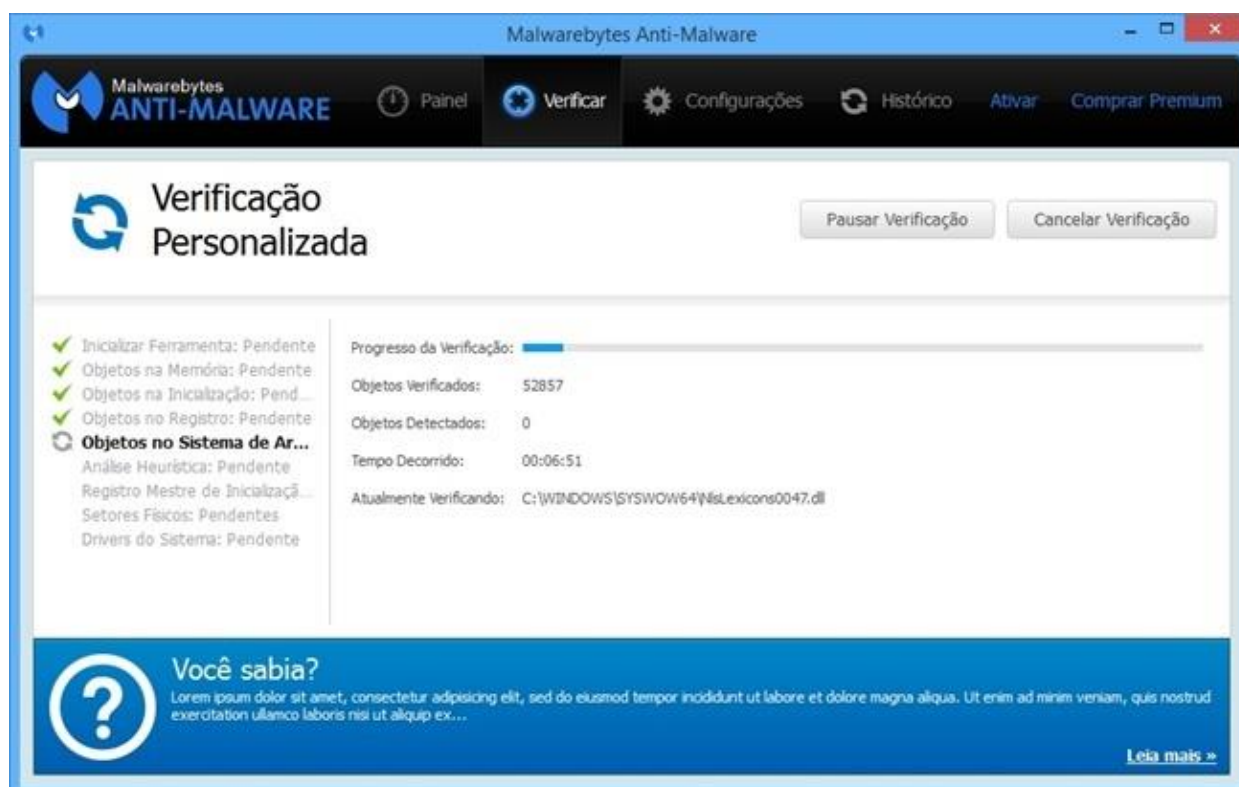 Malwarebytes Anti-Malware
Malwarebytes
ANTI-MALWARE
Painel
Verificar
Configurações
Histórico
Ativar
Comprar Premium
Verificação
Personalizada
Pausar Verificação
Cancelar Verificação
Inicializar Ferramenta: Pendente
Objetos na Memória: Pendente
Objetos na Inicialização: Pend...
Objetos no Registro: Pendente
Objetos no Sistema de Ar...
Análise Heurística: Pendente
Registro Mestre de Inicializaçã...
Setores Físicos: Pendentes
Drivers do Sistema: Pendente
Progresso da Verificação:
Objetos Verificados: 52857
Objetos Detectados: 0
Tempo Decorrido: 00:06:51
Atualmente Verificando: C:\WINDOWS\SYSWOW64\NlsLexicons0047.dll
Você sabia?
Lorem ipsum dolor sit amet, consectetur adipisicing elit, sed do eiusmod tempor incididunt ut labore et dolore magna aliqua. Ut enim ad minim veniam, quis nostrud
exercitation ullamco laboris nisi ut aliquip ex...
Leia mais »